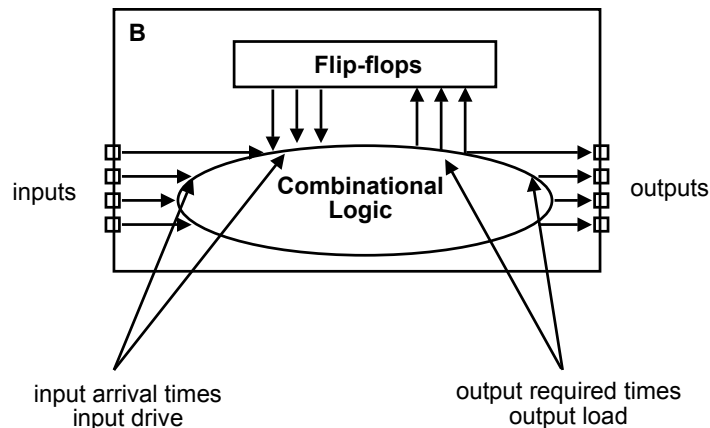 B
Flip-flops
inputs
Combinational
Logic
outputs
input arrival times
input drive
output required times
output load